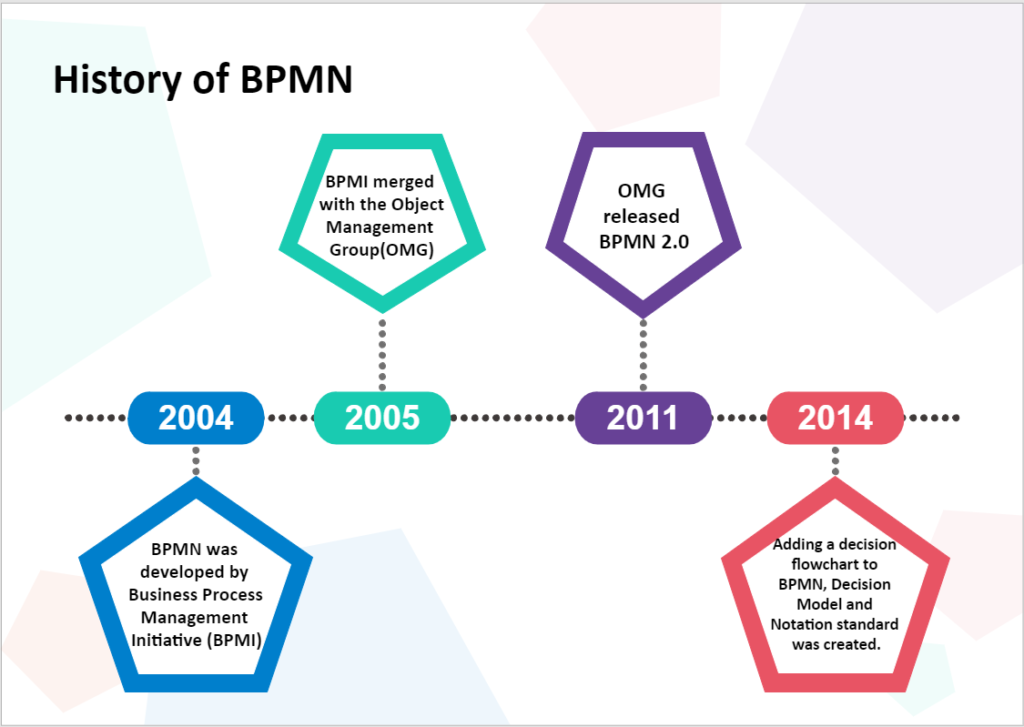 History of BPMN
BPMI merged
with the Object
Management
Group(OMG)
OMG
released
BPMN 2.0
2004
2005
2011
2014
BPMN was
developed by
Business Process
Management
Initiative (BPMI)
Adding a decision
flowchart to
BPMN, Decision
Model and
Notation standard
was created.